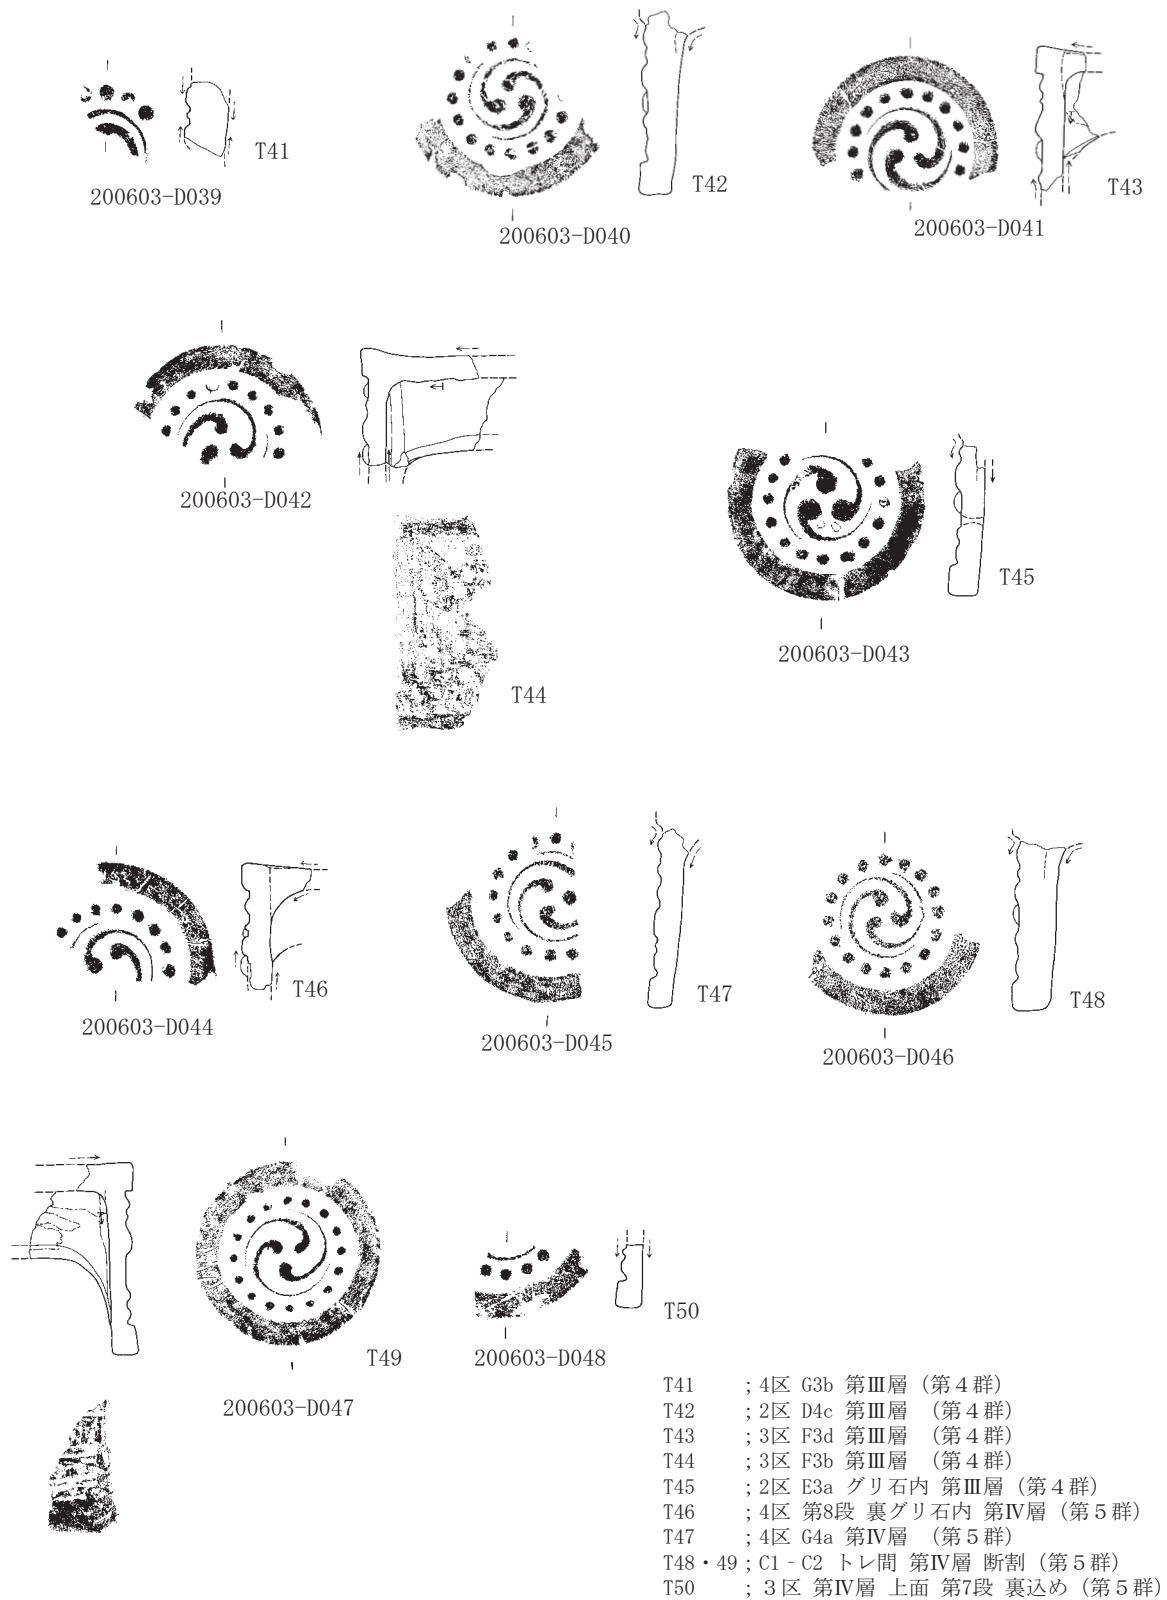 T41
200603-D039
T42
200603-D040
T43
200603-D041
200603-D042
T44
T45
200603-D043
T46
200603-D044
T47
200603-D045
T48
200603-D046
T49
200603-D047
T50
200603-D048
T41 ；4区 G3b 第Ⅲ層（第４群）
T42 ；2区 D4c 第Ⅲ層 （第４群）
T43 ；3区 F3d 第Ⅲ層 （第４群）
T44 ；3区 F3b 第Ⅲ層 （第４群）
T45 ；2区 E3a グリ石内 第Ⅲ層（第４群）
T46 ；4区 第8段 裏グリ石内 第Ⅳ層（第５群）
T47 ；4区 G4a 第Ⅳ層 （第５群）
T48・49；C1‐C2 トレ間 第Ⅳ層 断割（第５群）
T50 ；３区 第Ⅳ層 上面 第7段 裏込め（第５群）